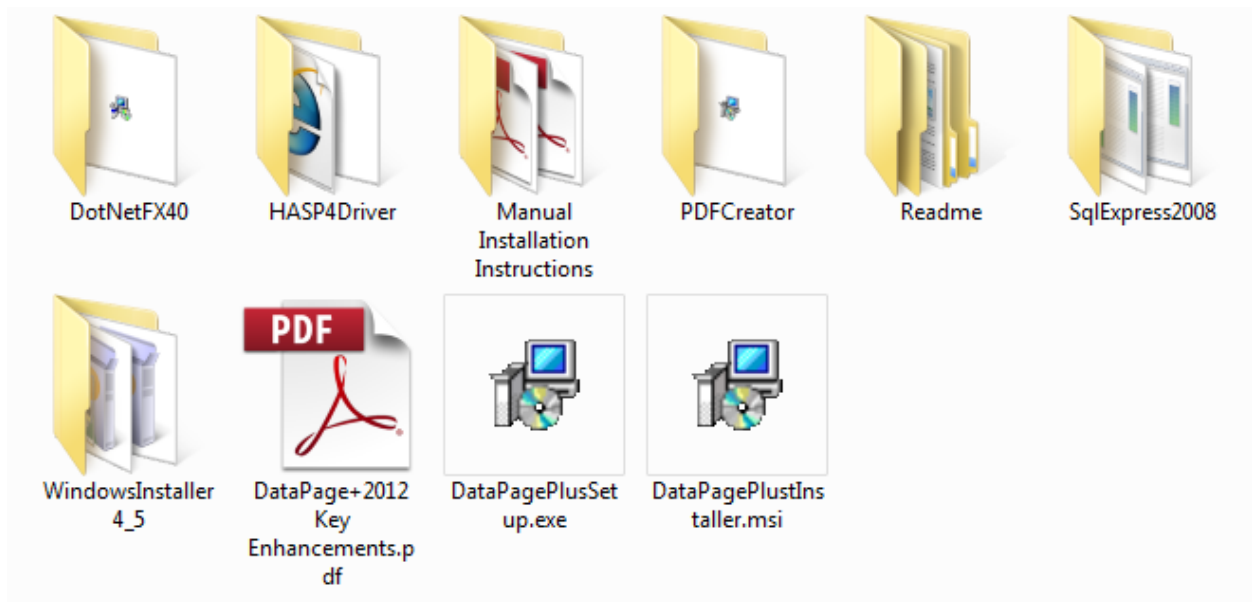 DotNetFX40
HASP4Driver
Manual
Installation
Instructions
PDFCreator
Readme
SqlExpress2008
WindowsInstaller
4_5
PDF
DataPage+2012
Key
Enhancements.p
df
DataPagePlusSet
up.exe
DataPagePlustIns
taller.msi